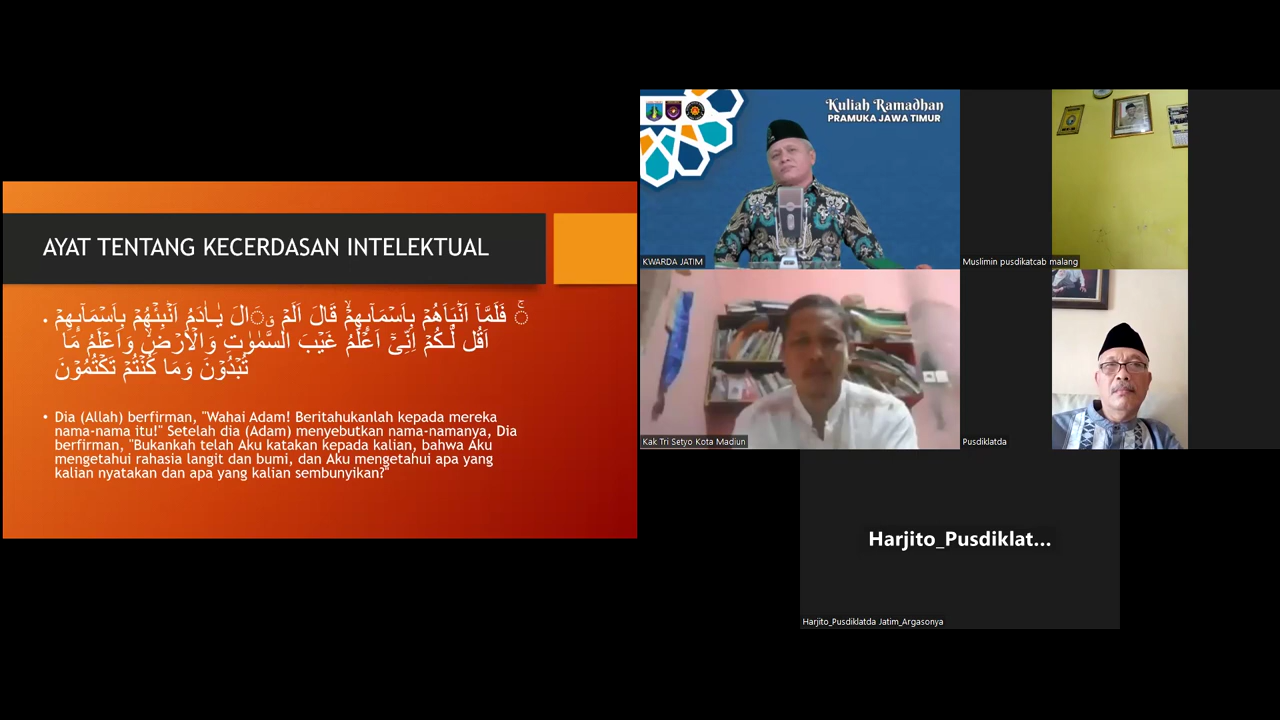 AYAT TENTANG KECERDASAN INTELEKTUAL
• ۚ فَلَمَّآ اَنْۢبَاَهُمْ بِاَسْمَاۤىِٕهِمْۙ قَالَ اَلَمْ قَالَ يٰٓاٰدَمُ اَنْۢبِئْهُمْ بِاَسْمَاۤىِٕهِمْ
اَقُلْ لَّكُمْ اِنِّيْٓ اَعْلَمُ غَيْبَ السَّمٰوٰتِ وَالْاَرْضِۙ وَاَعْلَمُ مَا
تُبْدُوْنَ وَمَا كُنْتُمْ تَكْتُمُوْنَ
• Dia (Allah) berfirman, "Wahai Adam! Beritahukanlah kepada mereka
nama-nama itu!" Setelah dia (Adam) menyebutkan nama-namanya, Dia
berfirman, "Bukankah telah Aku katakan kepada kalian, bahwa Aku
mengetahui rahasia langit dan bumi, dan Aku mengetahui apa yang
kalian nyatakan dan apa yang kalian sembunyikan?"
Kuliah Ramadhan
PRAMUKA JAWA TIMUR
KWARDA JATIM
Muslimin pusdikatcab malang
Kak Tri Setyo Kota Madiun
Pusdiklatda
Harjito_Pusdiklat...
Harjito_Pusdiklatda Jatim_Argasonya